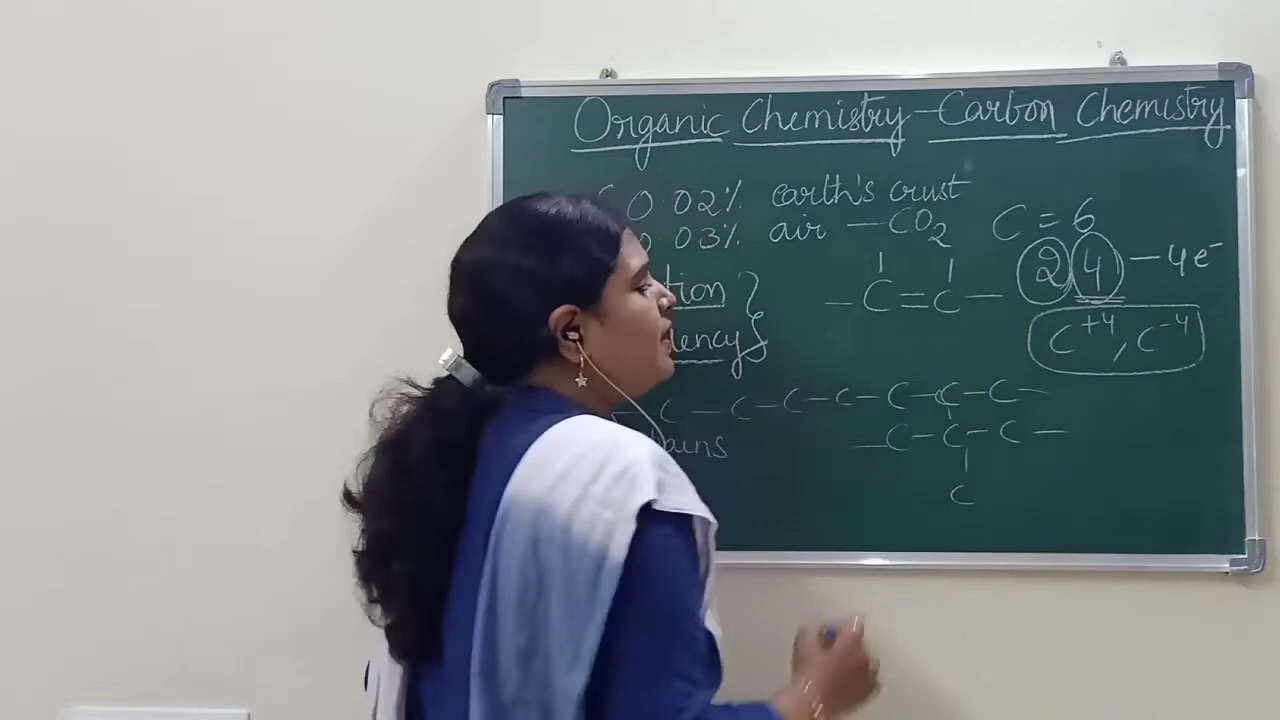 Organic Chemistry - Carbon Chemistry
0.02% earth's crust
0.03% air - CO2
C = 6
2 4 - 4e-
- C = C -
C+4, C-4
- C - C - C - C - C - C - C -
- C - C - C -
C